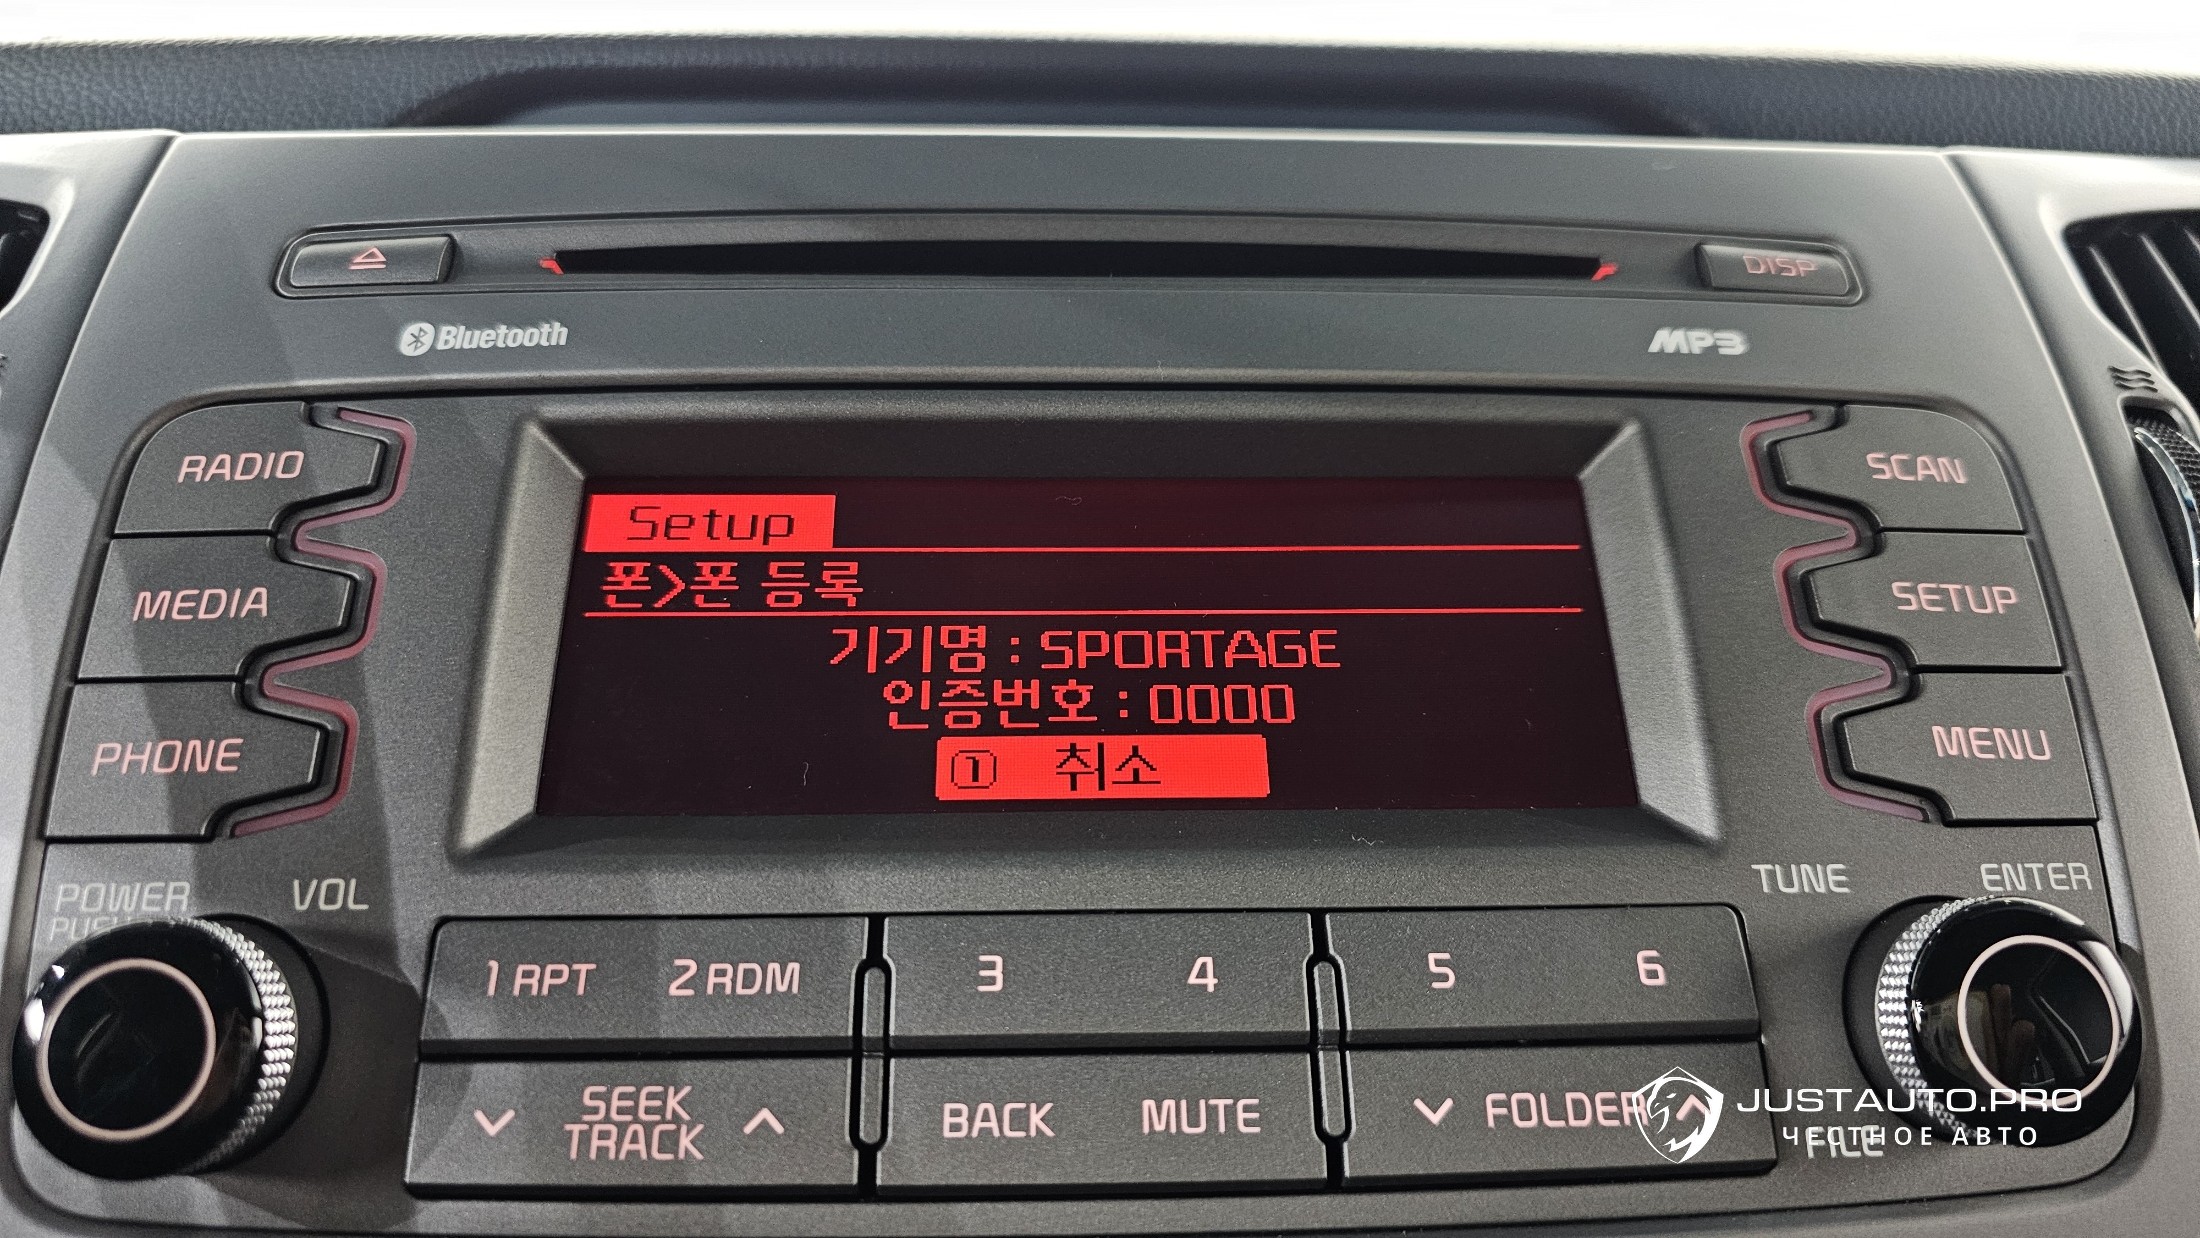 DISP
Bluetooth
MP3
RADIO
SCAN
Setup
폰>폰 등록
MEDIA
SETUP
기기명 : SPORTAGE
인증번호 : 0000
① 취소
PHONE
MENU
POWER
VOL
TUNE
ENTER
1 RPT
2 RDM
3
4
5
6
SEEK
TRACK
BACK
MUTE
FOLDER
FILE
JUSTAUTO.PRO
ЧЕСТНОЕ АВТО